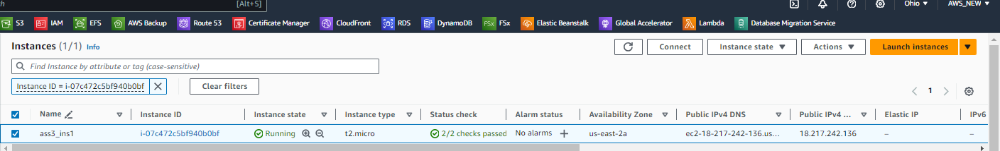 h [Alt+S] Ohio ▼ AWS_NEW ▼
S3 IAM EFS AWS Backup Route 53 Certificate Manager CloudFront RDS DynamoDB FSx FSx Elastic Beanstalk Global Accelerator Lambda Database Migration Service
Instances (1/1) Info Connect Instance state ▼ Actions ▼ Launch instances ▼
Find Instance by attribute or tag (case-sensitive)
Instance ID = i-07c472c5bf940b0bf Clear filters
1
Name Instance ID Instance state Instance type Status check Alarm status Availability Zone Public IPv4 DNS Public IPv4 ... Elastic IP IPv6
ass3_ins1 i-07c472c5bf940b0bf Running t2.micro 2/2 checks passed No alarms + us-east-2a ec2-18-217-242-136.us... 18.217.242.136 – –